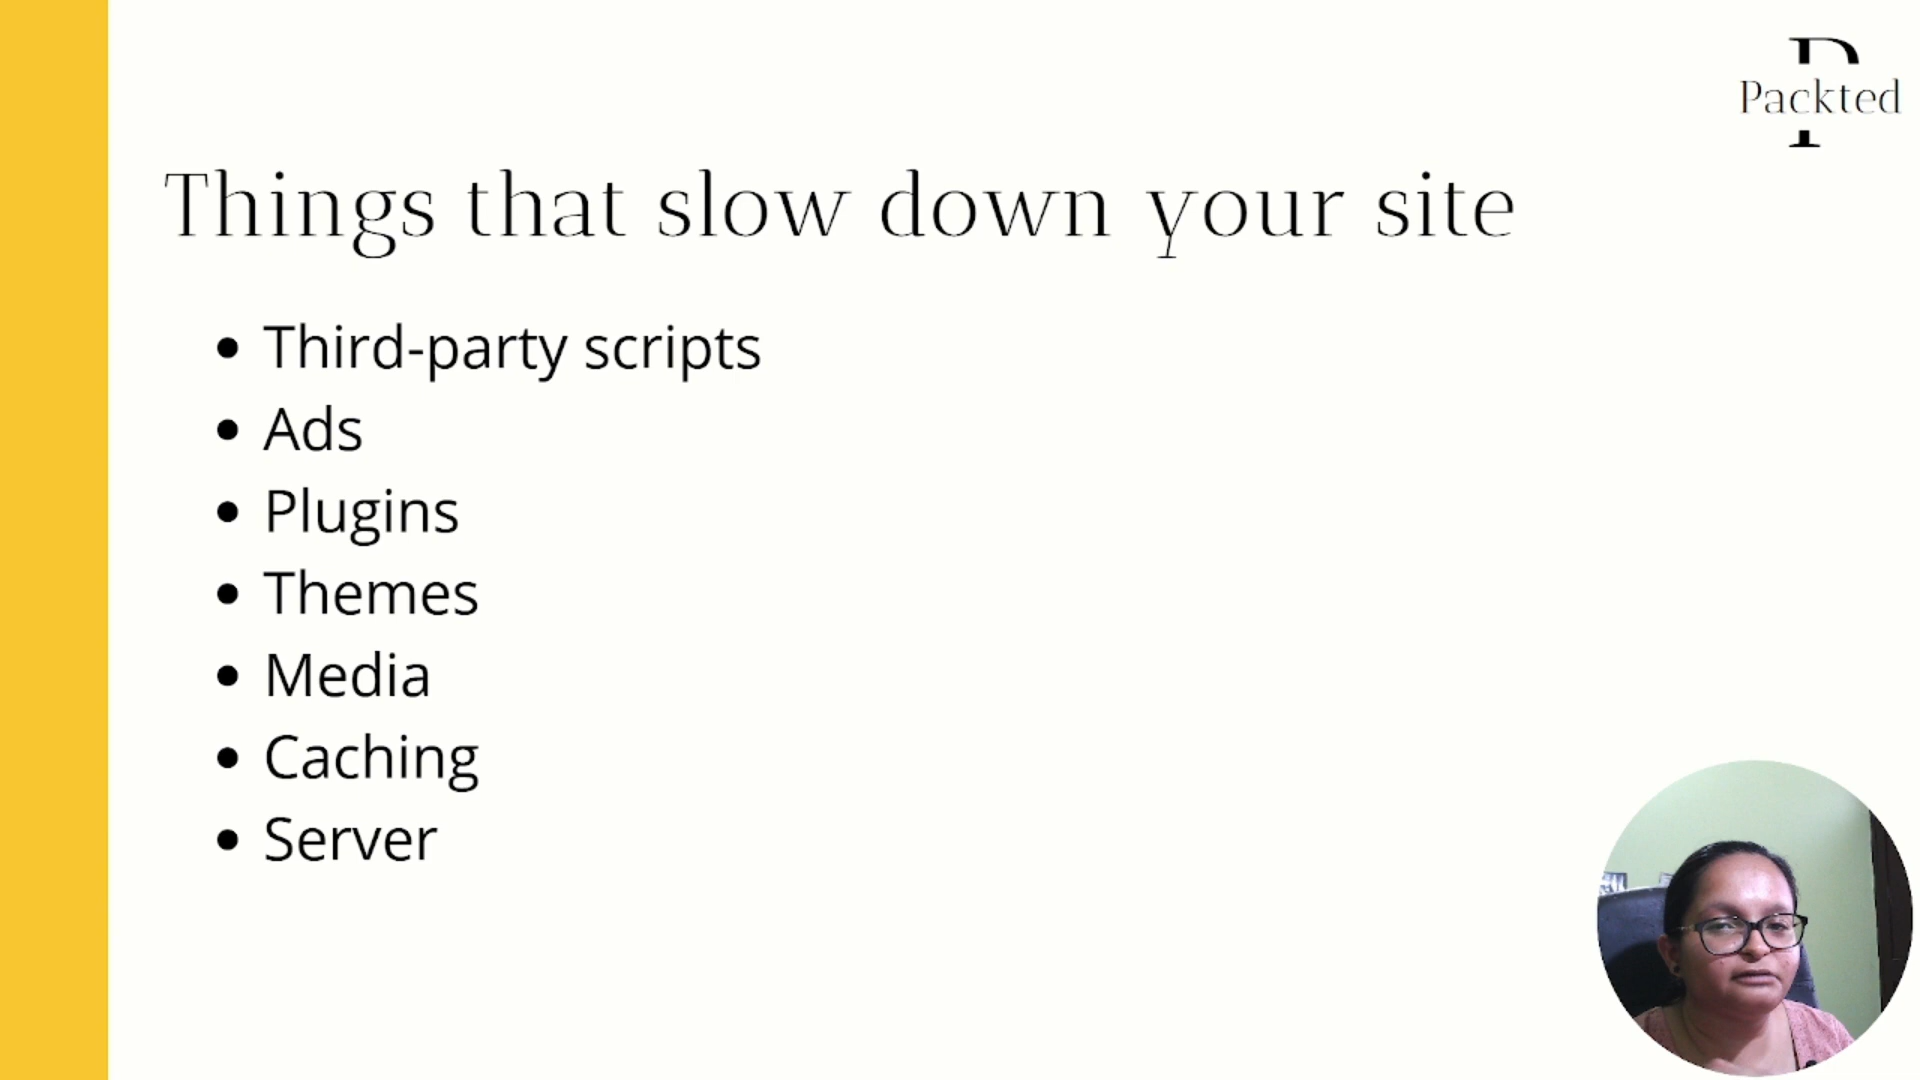 Packted
Things that slow down your site
• Third-party scripts
• Ads
• Plugins
• Themes
• Media
• Caching
• Server